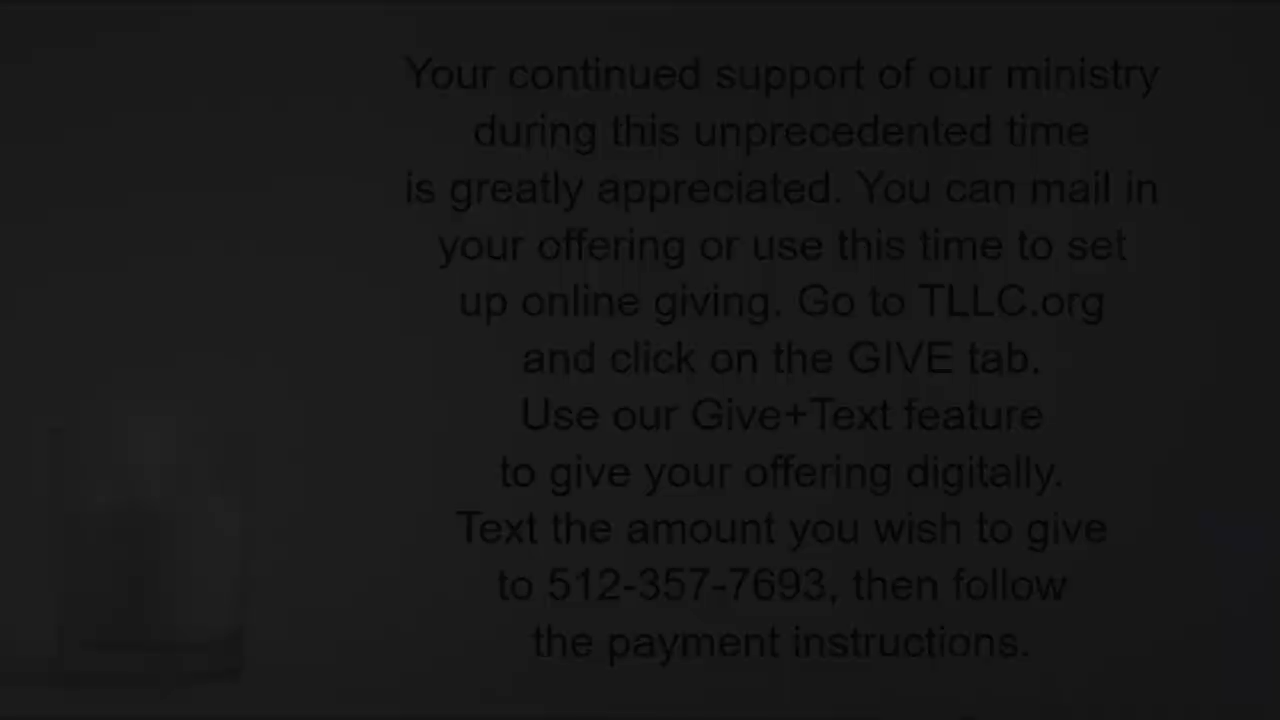 Your continued support of our ministry
during this unprecedented time
is greatly appreciated. You can mail in
your offering or use this time to set
up online giving. Go to TLLC.org
and click on the GIVE tab.
Use our Give+Text feature
to give your offering digitally.
Text the amount you wish to give
to 512-357-7693, then follow
the payment instructions.